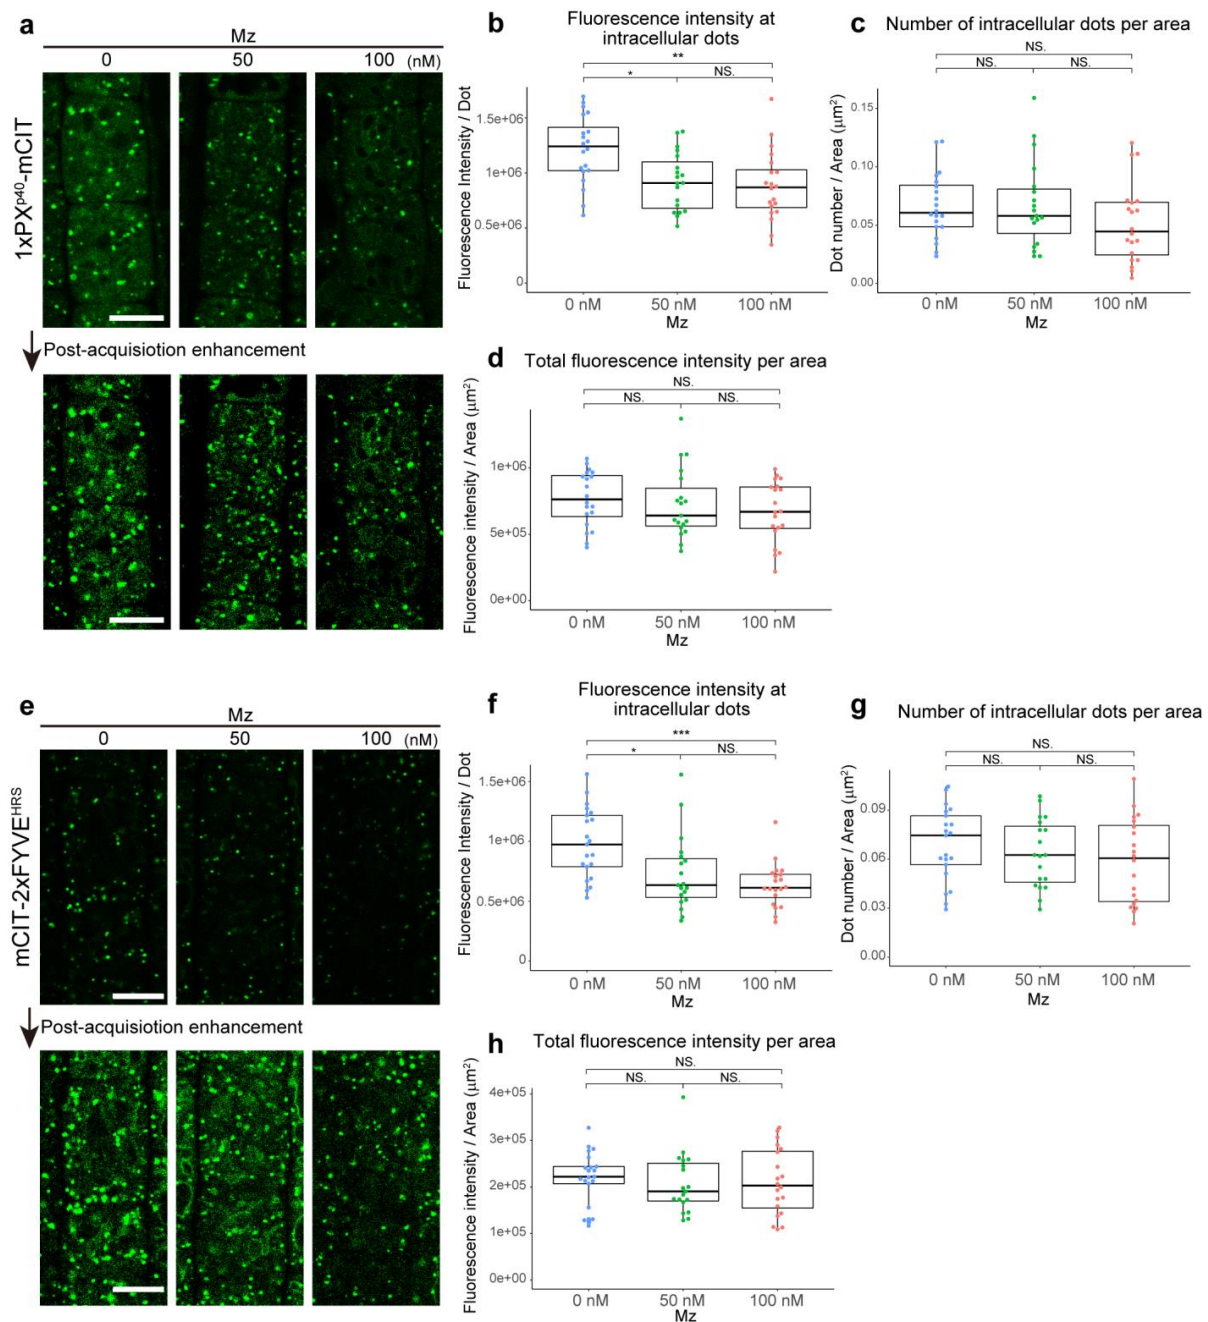 a
Mz
0 50 100 (nM)
1xPXp40-mCIT
Post-acquisiotion enhancement
b
Fluorescence intensity at
intracellular dots
**
* NS.
Fluorescence Intensity / Dot
1.5e+06
1e+06
0.5e+06
0
0 nM 50 nM 100 nM
Mz
c
Number of intracellular dots per area
NS.
NS. NS.
Dot number / Area (μm²)
0.15
0.10
0.05
0.00
0 nM 50 nM 100 nM
Mz
d
Total fluorescence intensity per area
NS.
NS. NS.
Fluorescence intensity / Area (μm²)
1e+06
5e+05
0e+00
0 nM 50 nM 100 nM
Mz
e
Mz
0 50 100 (nM)
mCIT-2xFYVEHRS
Post-acquisiotion enhancement
f
Fluorescence intensity at
intracellular dots
***
* NS.
Fluorescence Intensity / Dot
1.5e+06
1e+06
0.5e+06
0
0 nM 50 nM 100 nM
Mz
g
Number of intracellular dots per area
NS.
NS. NS.
Dot number / Area (μm²)
0.09
0.06
0.03
0.00
0 nM 50 nM 100 nM
Mz
h
Total fluorescence intensity per area
NS.
NS. NS.
Fluorescence intensity / Area (μm²)
4e+05
3e+05
2e+05
1e+05
0e+00
0 nM 50 nM 100 nM
Mz